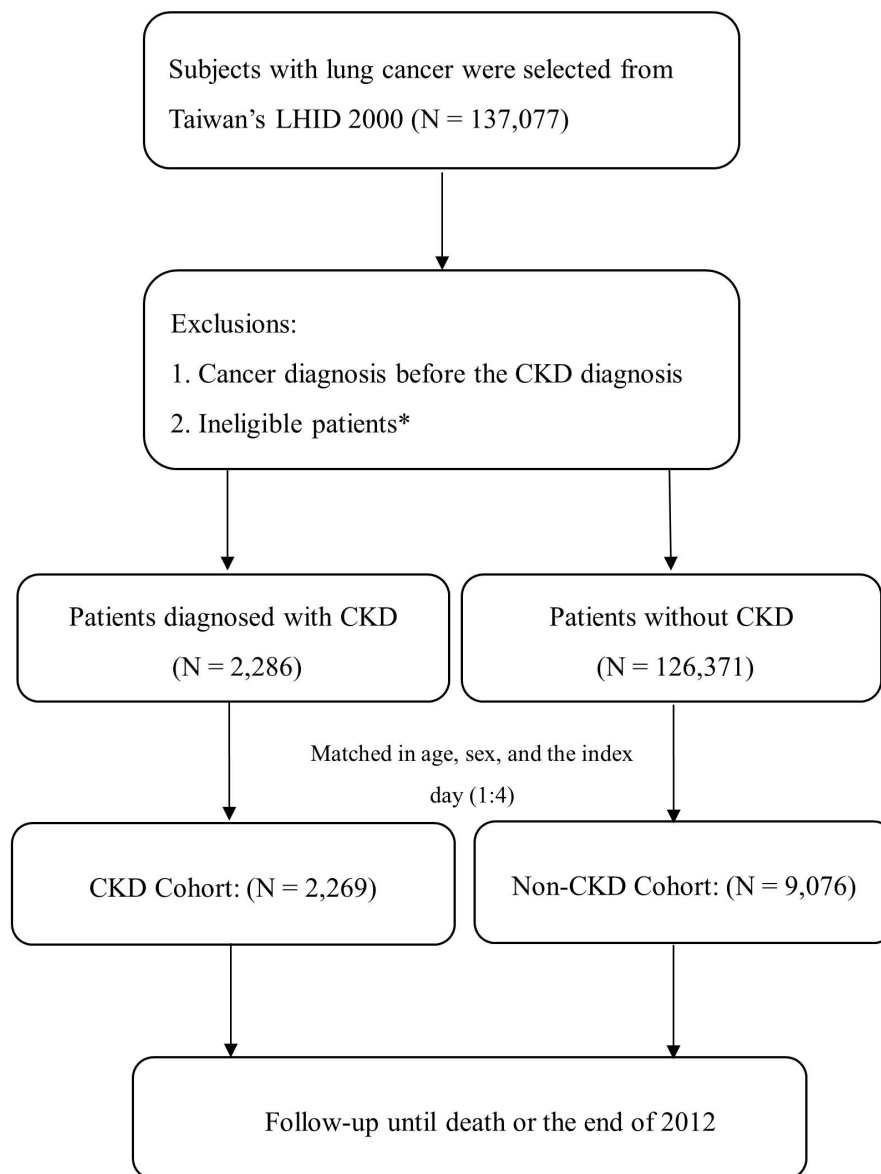 Subjects with lung cancer were selected from
Taiwan's LHID 2000 (N = 137,077)
Exclusions:
1. Cancer diagnosis before the CKD diagnosis
2. Ineligible patients*
Patients diagnosed with CKD
(N = 2,286)
Patients without CKD
(N = 126,371)
Matched in age, sex, and the index
day (1:4)
CKD Cohort: (N = 2,269)
Non-CKD Cohort: (N = 9,076)
Follow-up until death or the end of 2012